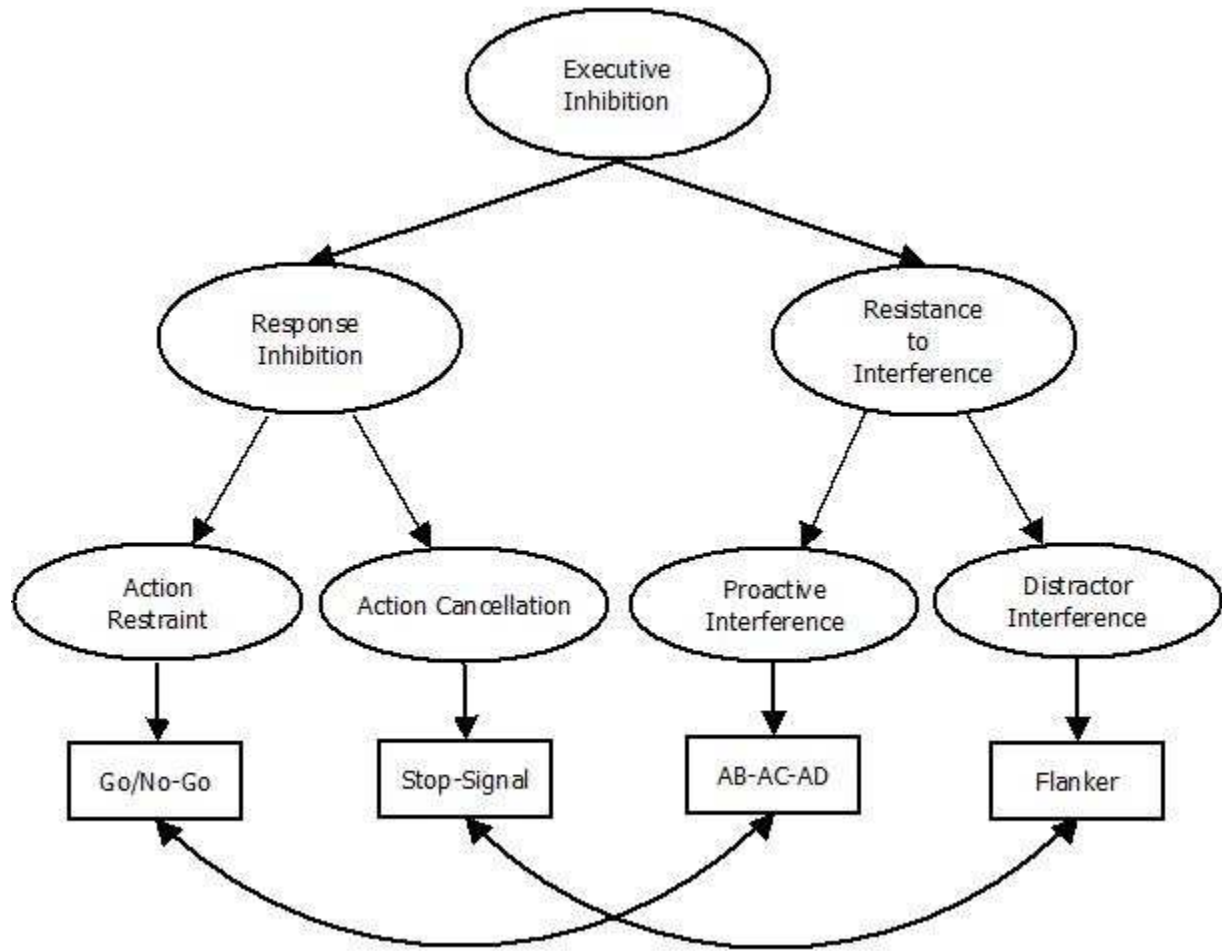 Executive
Inhibition
Response
Inhibition
Resistance
to
Interference
Action
Restraint
Action Cancellation
Proactive
Interference
Distractor
Interference
Go/No-Go
Stop-Signal
AB-AC-AD
Flanker